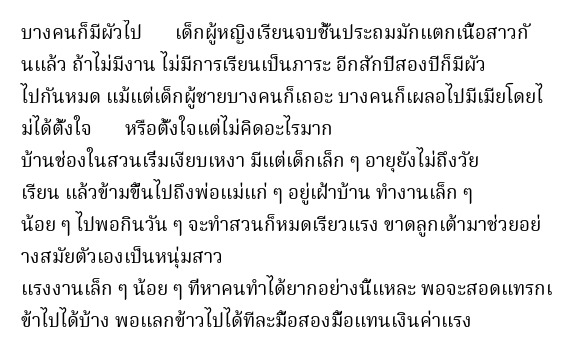 บางคนก็มีผัวไป เด็กผู้หญิงเรียนจบชั้นประถมมักแตกเนื้อสาวกั
นแล้ว ถ้าไม่มีงาน ไม่มีการเรียนเป็นภาระ อีกสักปีสองปีก็มีผัว
ไปกันหมด แม้แต่เด็กผู้ชายบางคนก็เถอะ บางคนก็เผลอไปมีเมียโดยไ
ม่ได้ตั้งใจ หรือตั้งใจแต่ไม่คิดอะไรมาก
บ้านช่องในสวนเริ่มเงียบเหงา มีแต่เด็กเล็ก ๆ อายุยังไม่ถึงวัย
เรียน แล้วข้ามขึ้นไปถึงพ่อแม่แก่ ๆ อยู่เฝ้าบ้าน ทำงานเล็ก ๆ
น้อย ๆ ไปพอกินวัน ๆ จะทำสวนก็หมดเรี่ยวแรง ขาดลูกเต้ามาช่วยอย่
างสมัยตัวเองเป็นหนุ่มสาว
แรงงานเล็ก ๆ น้อย ๆ ที่หาคนทำได้ยากอย่างนี้แหละ พอจะสอดแทรกเ
ข้าไปได้บ้าง พอแลกข้าวไปได้ทีละมื้อสองมื้อแทนเงินค่าแรง